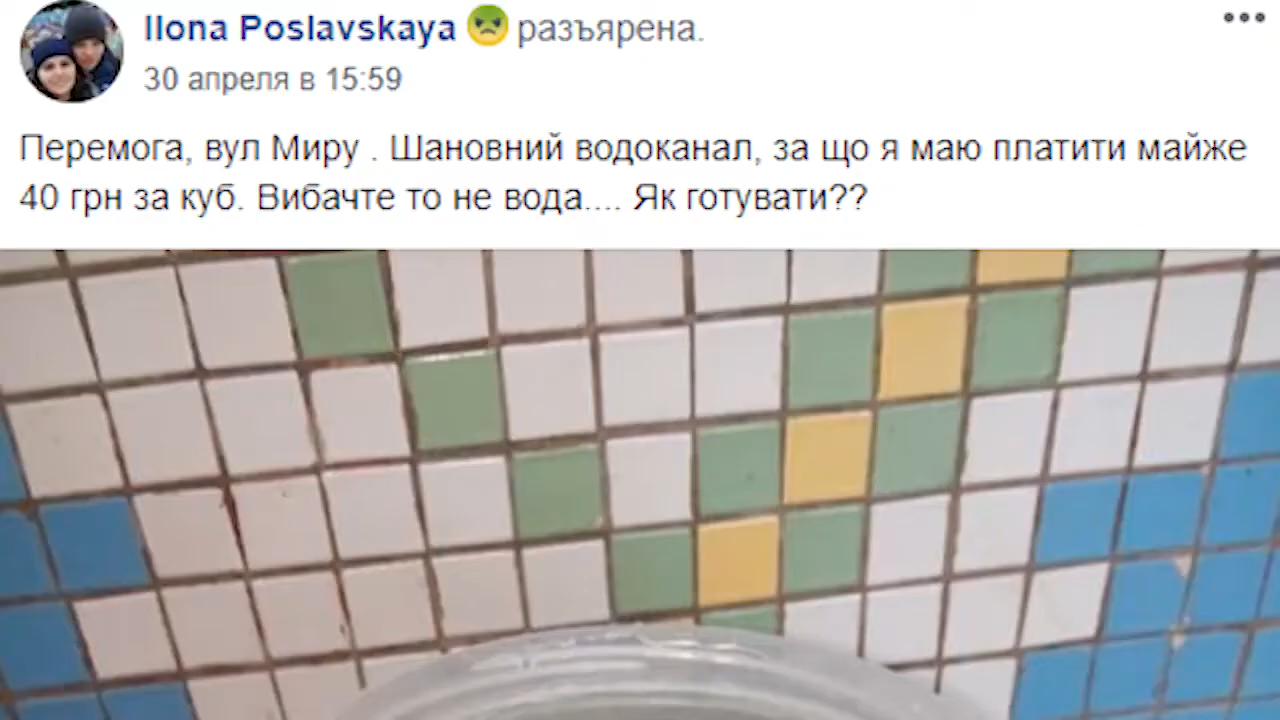 Ilona Poslavskaya разъярена.
30 апреля в 15:59
Перемога, вул Миру . Шановний водоканал, за що я маю платити майже
40 грн за куб. Вибачте то не вода.... Як готувати??